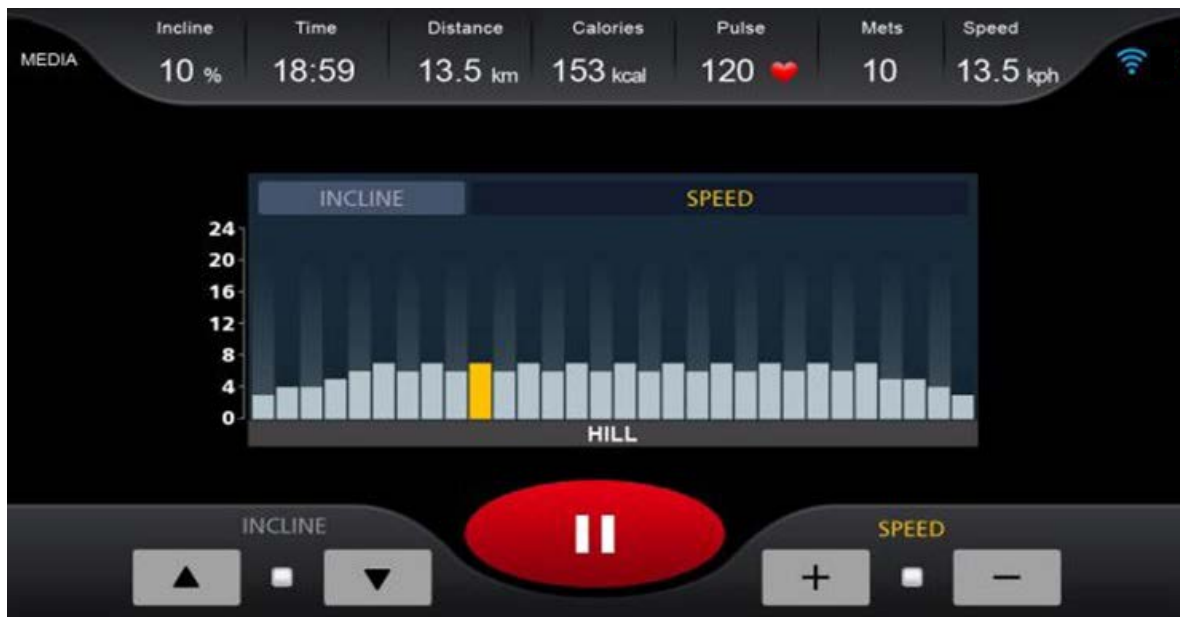 Incline Time Distance Calories Pulse Mets Speed
MEDIA
10 % 18:59 13.5 km 153 kcal 120 10 13.5 kph
INCLINE SPEED
24
20
16
12
8
4
0
HILL
INCLINE SPEED